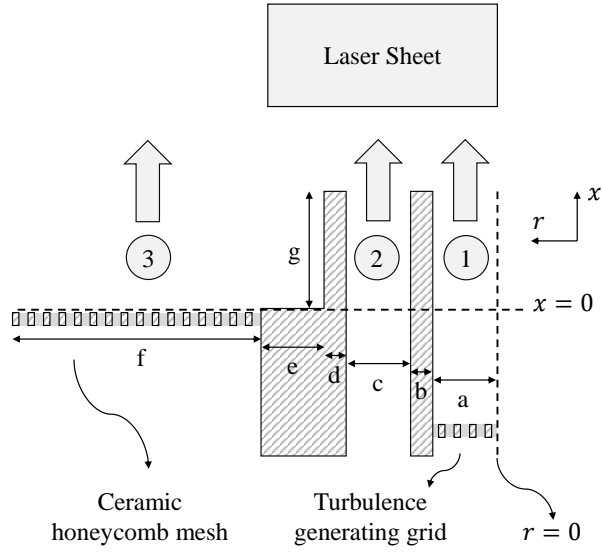 Laser Sheet
x
r
3
2
1
g
x = 0
f
e
d
c
b
a
Ceramic
honeycomb mesh
Turbulence
generating grid
r = 0